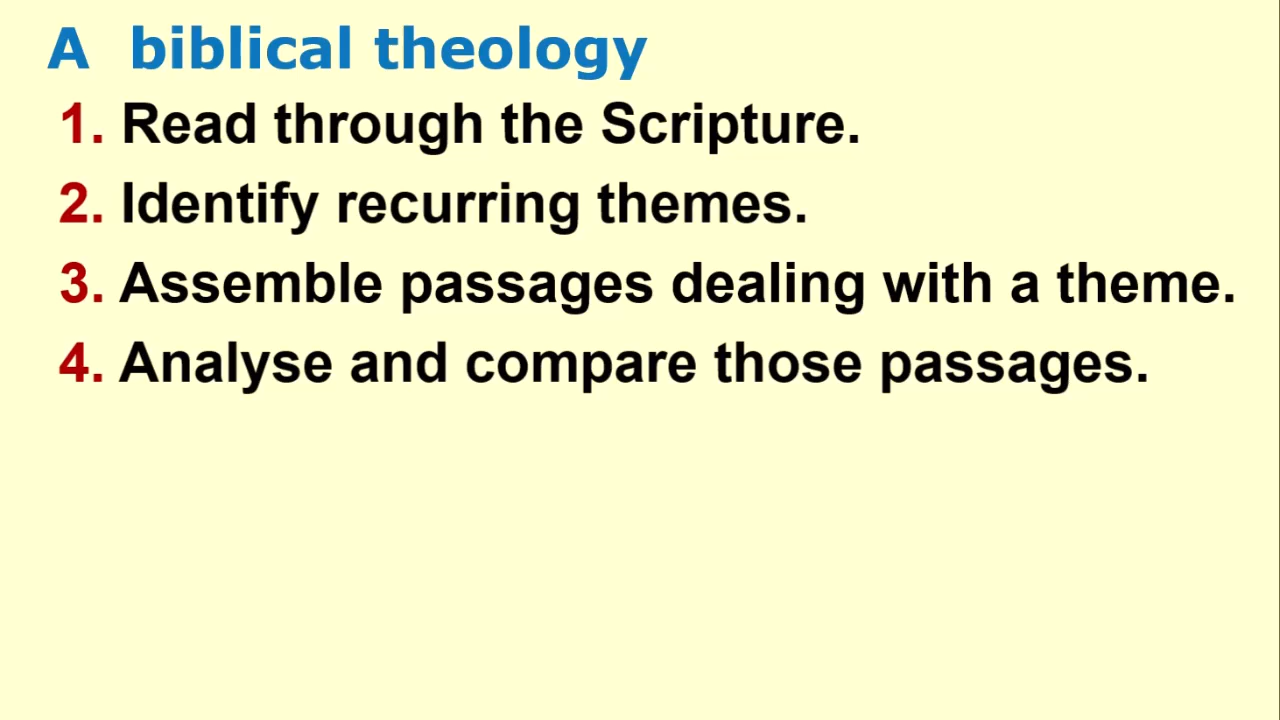 A biblical theology
1. Read through the Scripture.
2. Identify recurring themes.
3. Assemble passages dealing with a theme.
4. Analyse and compare those passages.